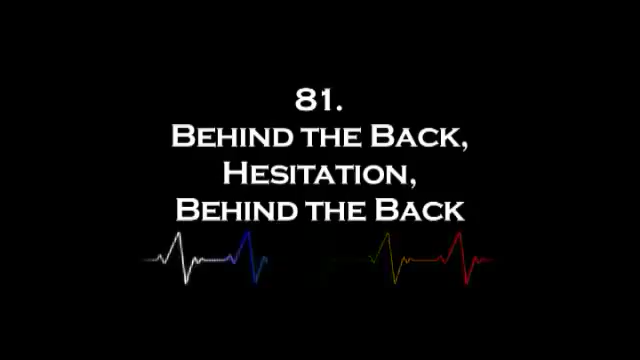 81.
Behind the Back,
Hesitation,
Behind the Back